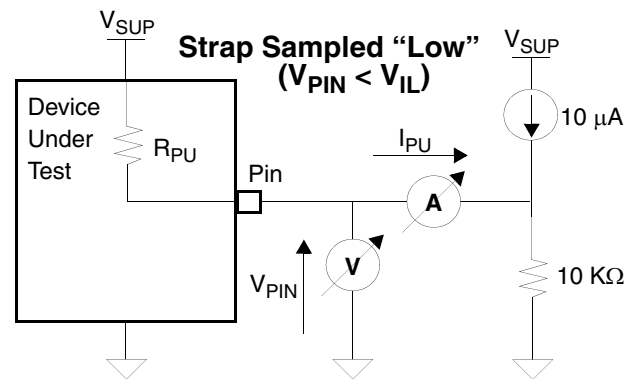 V_SUP
Strap Sampled “Low”
(V_PIN < V_IL)
V_SUP
Device
Under
Test
R_PU
Pin
I_PU
10 µA
A
V
V_PIN
10 KΩ